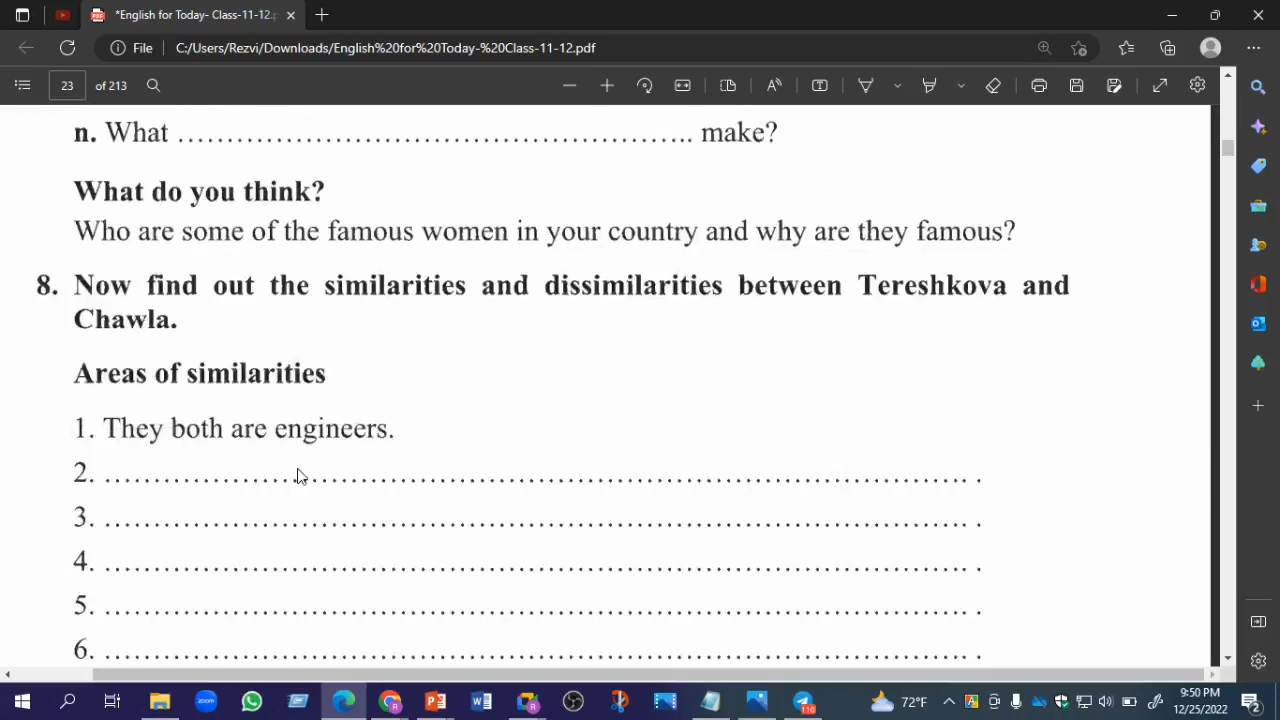 *English for Today- Class-11-12.p
File C:/Users/Rezvi/Downloads/English%20for%20Today-%20Class-11-12.pdf
23 of 213
n. What ………………………………………….. make?
What do you think?
Who are some of the famous women in your country and why are they famous?
8. Now find out the similarities and dissimilarities between Tereshkova and
Chawla.
Areas of similarities
1. They both are engineers.
2. ……………………………………………………………………………….. .
3. ……………………………………………………………………………….. .
4. ……………………………………………………………………………….. .
5. ……………………………………………………………………………….. .
6. ……………………………………………………………………………….. .
zoom
72°F
9:50 PM
12/25/2022